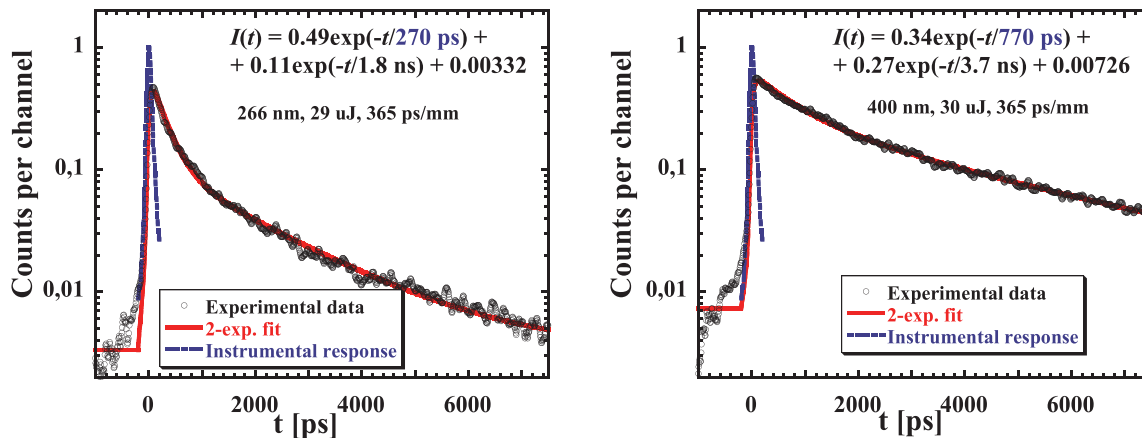 I(t) = 0.49exp(-t/270 ps) +
+ 0.11exp(-t/1.8 ns) + 0.00332
266 nm, 29 uJ, 365 ps/mm
Counts per channel
1
0,1
0,01
Experimental data
2-exp. fit
Instrumental response
0 2000 4000 6000
t [ps]
I(t) = 0.34exp(-t/770 ps) +
+ 0.27exp(-t/3.7 ns) + 0.00726
400 nm, 30 uJ, 365 ps/mm
Counts per channel
1
0,1
0,01
Experimental data
2-exp. fit
Instrumental response
0 2000 4000 6000
t [ps]